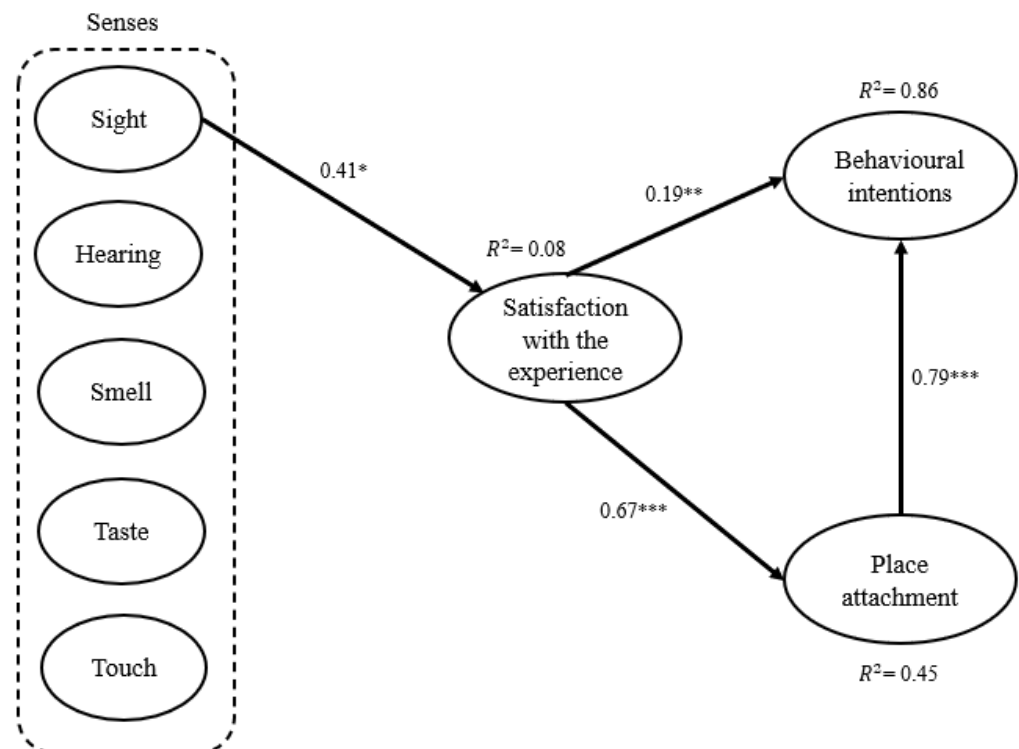 Senses
Sight
Hearing
Smell
Taste
Touch
0.41*
R²= 0.08
Satisfaction
with the
experience
0.19**
0.67***
R²= 0.86
Behavioural
intentions
0.79***
Place
attachment
R²= 0.45